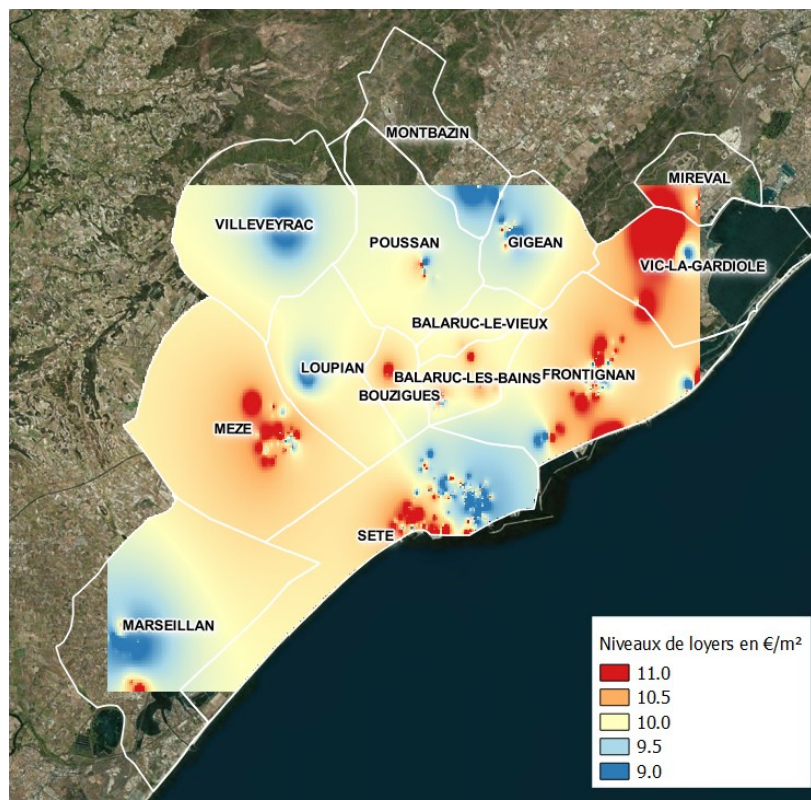 MONTBAZIN
MIREVAL
VILLEVEYRAC
POUSSAN
GIGEAN
VIC-LA-GARDIOLE
BALARUC-LE-VIEUX
LOUPIAN
BALARUC-LES-BAINS
FRONTIGNAN
BOUZIGUES
MEZE
SETE
MARSEILLAN
Niveaux de loyers en €/m²
11.0
10.5
10.0
9.5
9.0